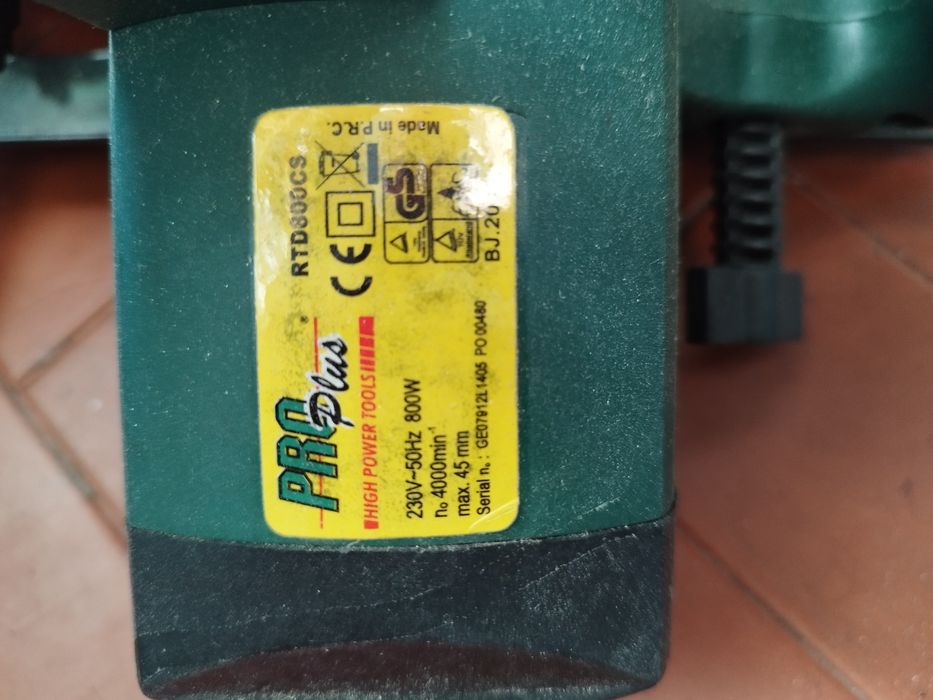 PRO
Plus
®
RTD800CS
HIGH POWER TOOLS
CE
GS
230V~50Hz 800W
n₀ 4000min⁻¹
max. 45 mm
Serial n₀ : GE07912L1405 PO 00480
BJ.20
Made in P.R.C.